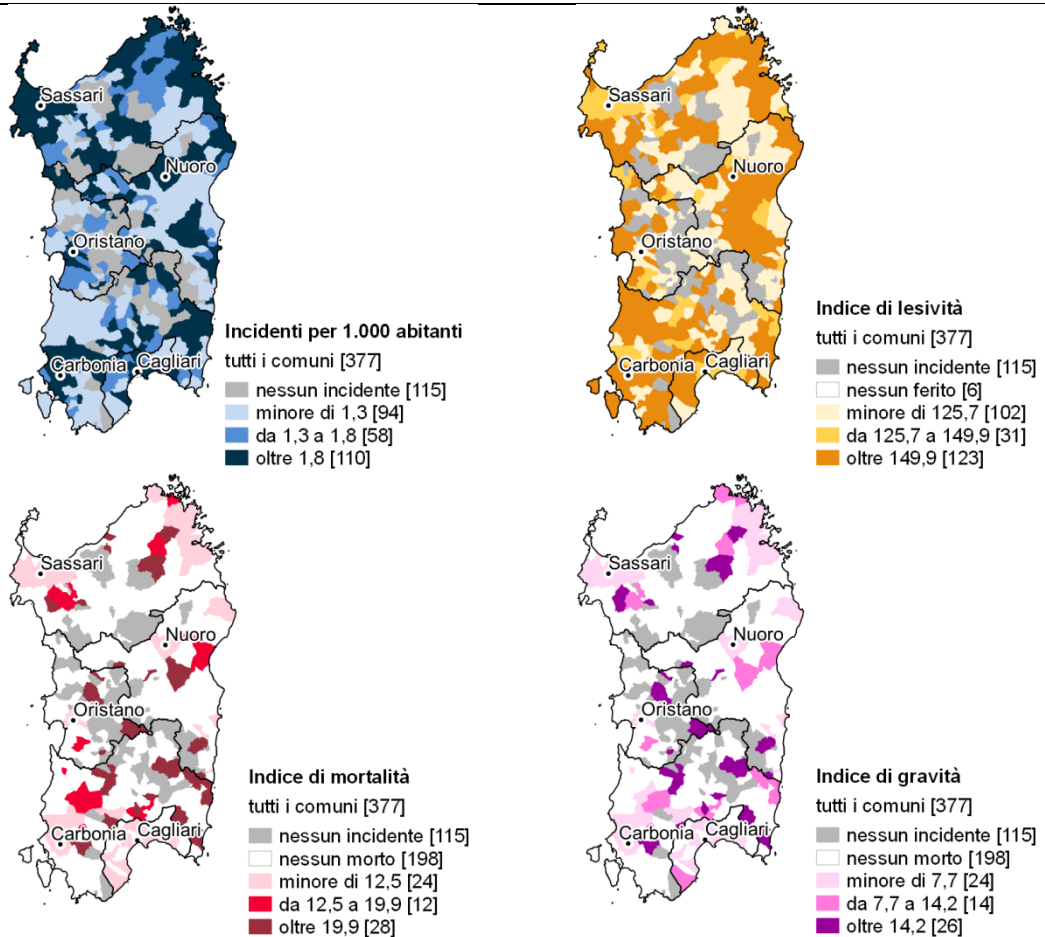 Sassari
Nuoro
Oristano
Carbonia
Cagliari
Incidenti per 1.000 abitanti
tutti i comuni [377]
nessun incidente [115]
minore di 1,3 [94]
da 1,3 a 1,8 [58]
oltre 1,8 [110]
Sassari
Nuoro
Oristano
Carbonia
Cagliari
Indice di lesività
tutti i comuni [377]
nessun incidente [115]
nessun ferito [6]
minore di 125,7 [102]
da 125,7 a 149,9 [31]
oltre 149,9 [123]
Sassari
Nuoro
Oristano
Carbonia
Cagliari
Indice di mortalità
tutti i comuni [377]
nessun incidente [115]
nessun morto [198]
minore di 12,5 [24]
da 12,5 a 19,9 [12]
oltre 19,9 [28]
Sassari
Nuoro
Oristano
Carbonia
Cagliari
Indice di gravità
tutti i comuni [377]
nessun incidente [115]
nessun morto [198]
minore di 7,7 [24]
da 7,7 a 14,2 [14]
oltre 14,2 [26]